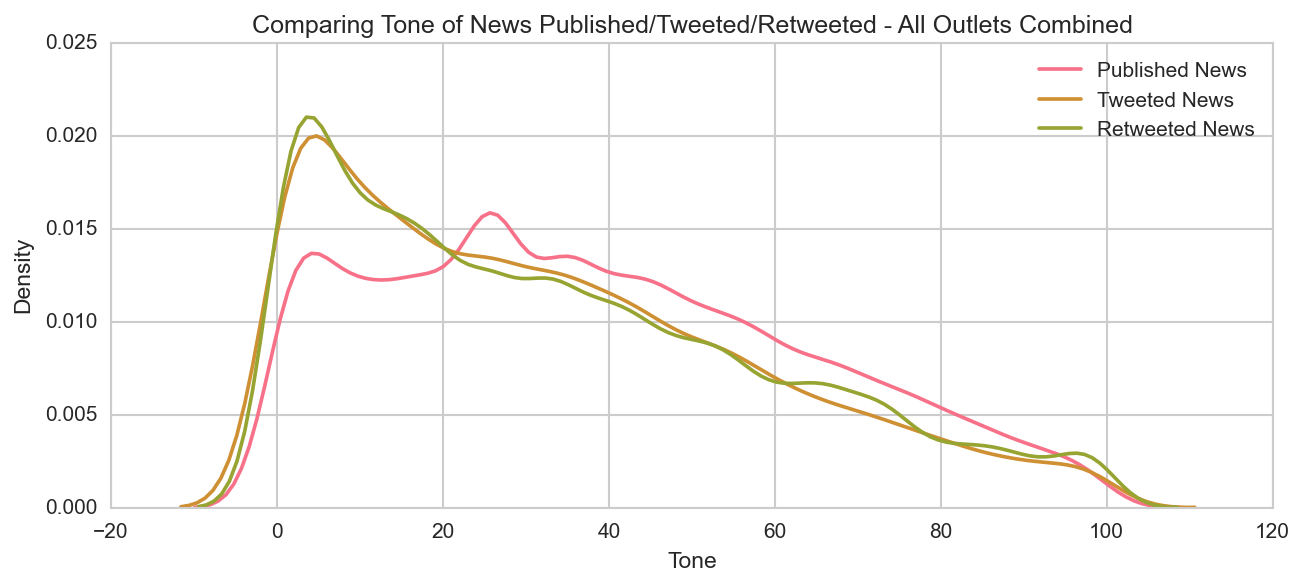 Comparing Tone of News Published/Tweeted/Retweeted - All Outlets Combined
0.025
0.020
0.015
0.010
0.005
0.000
Density
Published News
Tweeted News
Retweeted News
−20 0 20 40 60 80 100 120
Tone